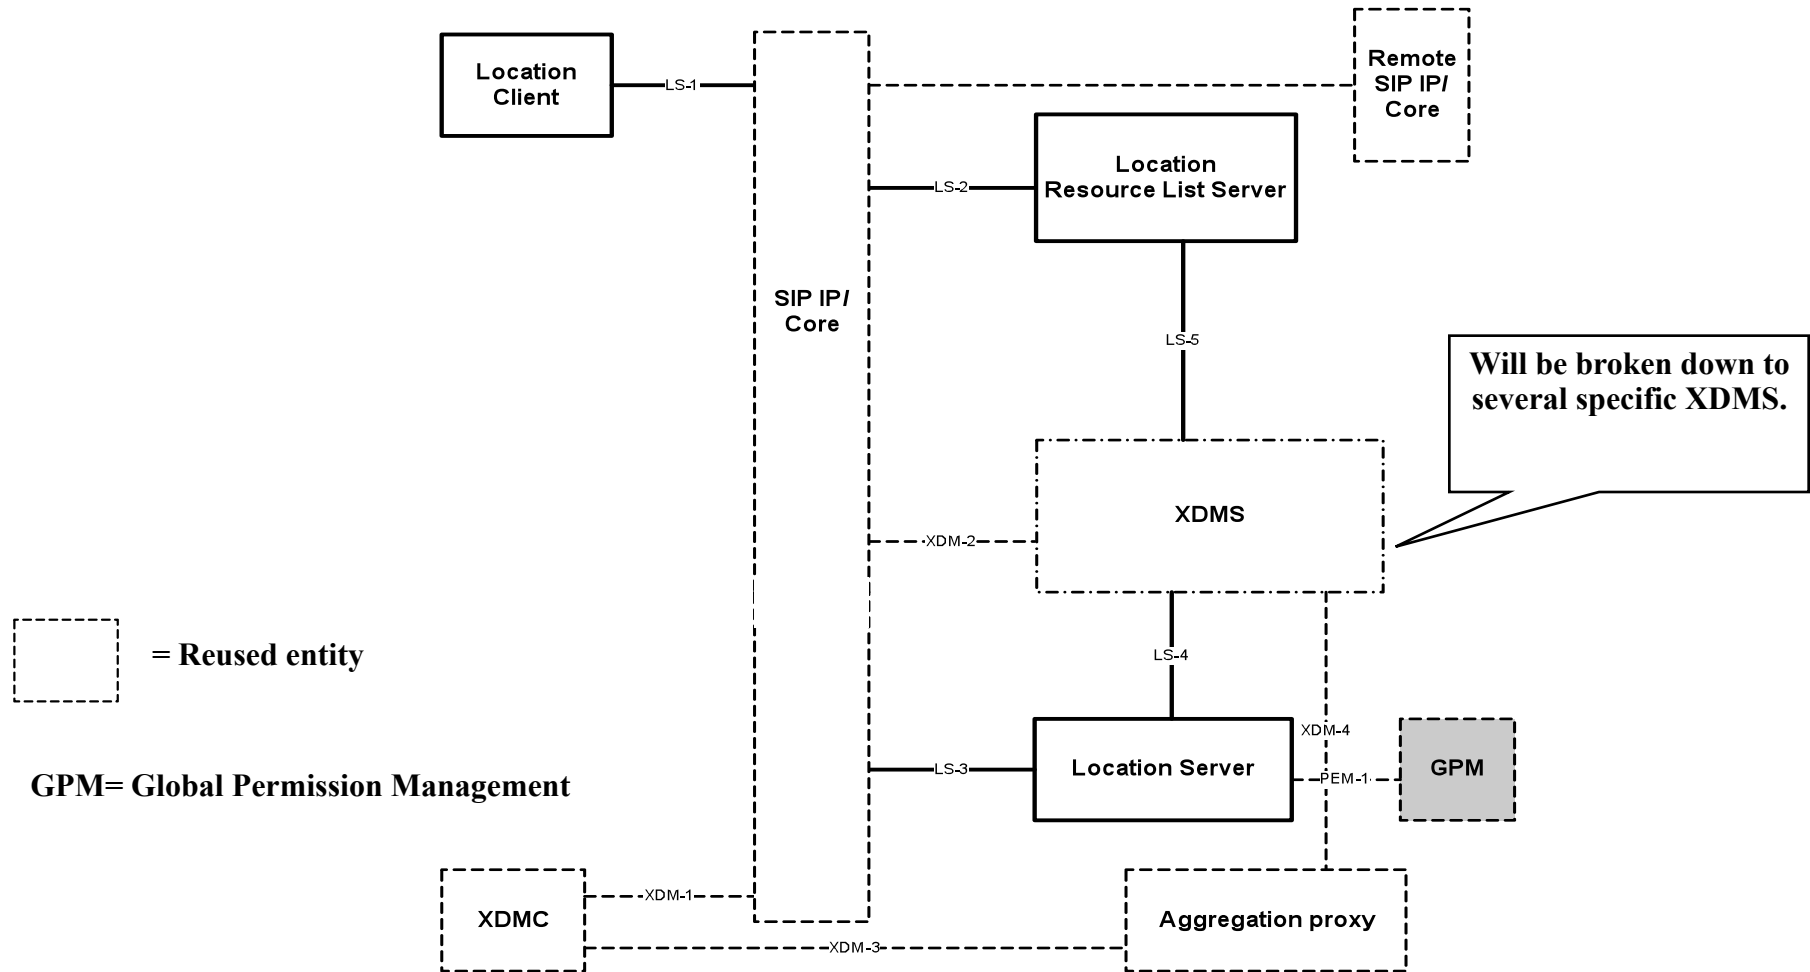 Remote
SIP IP/
Core
Location
Client
LS-1
Location
Resource List Server
LS-2
SIP IP/
Core
LS-5
Will be broken down to
several specific XDMS.
XDMS
XDM-2
= Reused entity
LS-4
XDM-4
Location Server
LS-3
PEM-1
GPM
GPM= Global Permission Management
XDMC
XDM-1
XDM-3
Aggregation proxy